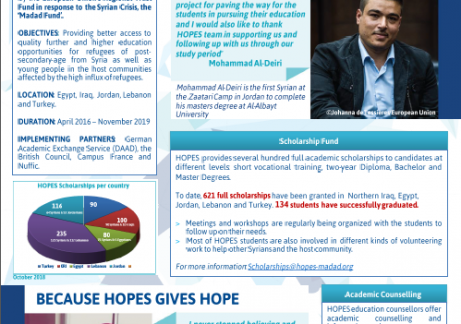 Fund in response to the Syrian Crisis, the
'Madad Fund'.
OBJECTIVES: Providing better access to
quality further and higher education
opportunities for refugees of post-
secondary-age from Syria as well as
young people in the host communities
affected by the high influx of refugees.
LOCATION: Egypt, Iraq, Jordan, Lebanon
and Turkey.
DURATION: April 2016 – November 2019
IMPLEMENTING PARTNERS: German
Academic Exchange Service (DAAD), the
British Council, Campus France and
Nuffic.
HOPES Scholarships per country
116
90
100
235
80
October 2018
project for paving the way for the
students in pursuing their education
and I would also like to thank
HOPES team in supporting us and
following up with us through our
study period'
Mohammad Al-Deiri
Mohammad Al-Deiri is the first Syrian at
the Zaatari Camp in Jordan to complete
his masters degree at Al-Albayt
University
©Johanna de Tessières European Union
Scholarship Fund
HOPES provides several hundred full academic scholarships to candidates at
different levels short vocational training, two-year Diploma, Bachelor and
Master Degrees.
To date, 621 full scholarships have been granted in Northern Iraq, Egypt,
Jordan, Lebanon and Turkey. 134 students have successfully graduated.
> Meetings and workshops are regularly being organized with the students to
follow upon their needs.
> Most of HOPES students are also involved in different kinds of volunteering
work to help other Syrians and the host community.
For more information: Scholarships@hopes-madad.org
BECAUSE HOPES GIVES HOPE
Academic Counselling
HOPES education counsellors offer
academic counselling and